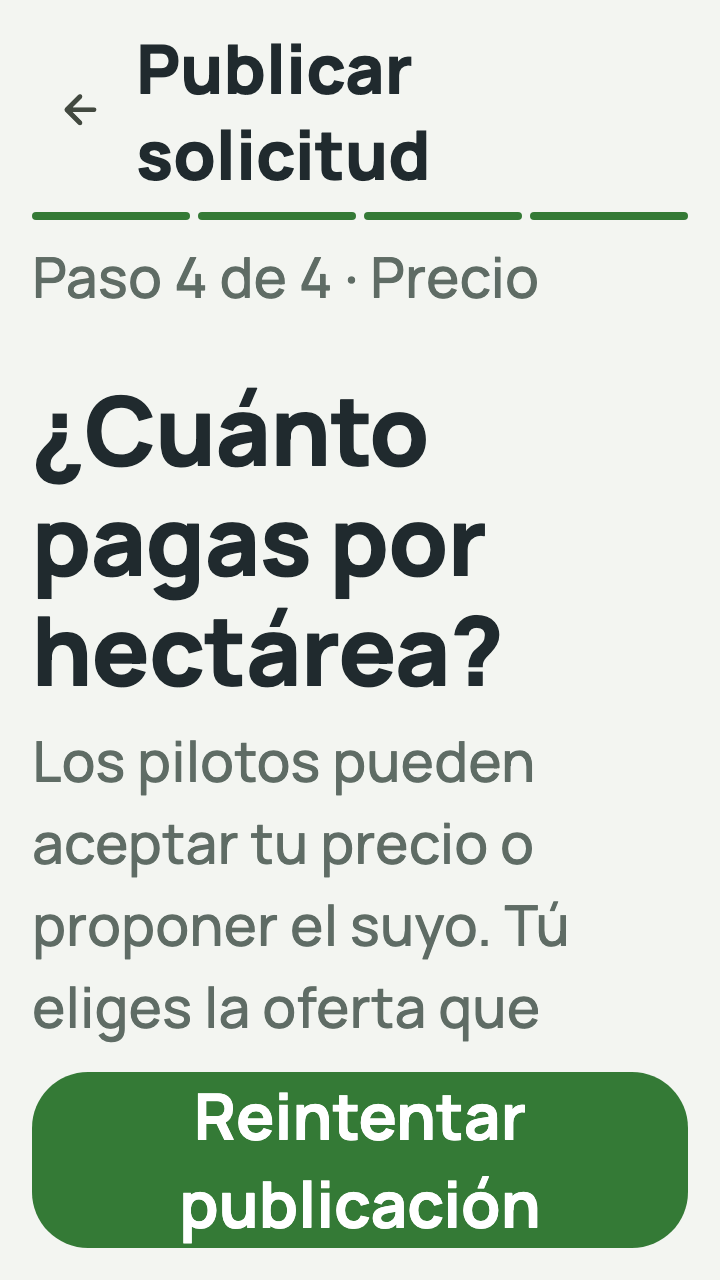 Publicar
solicitud
Paso 4 de 4 · Precio
¿Cuánto
pagas por
hectárea?
Los pilotos pueden
aceptar tu precio o
proponer el suyo. Tú
eliges la oferta que
Reintentar
publicación